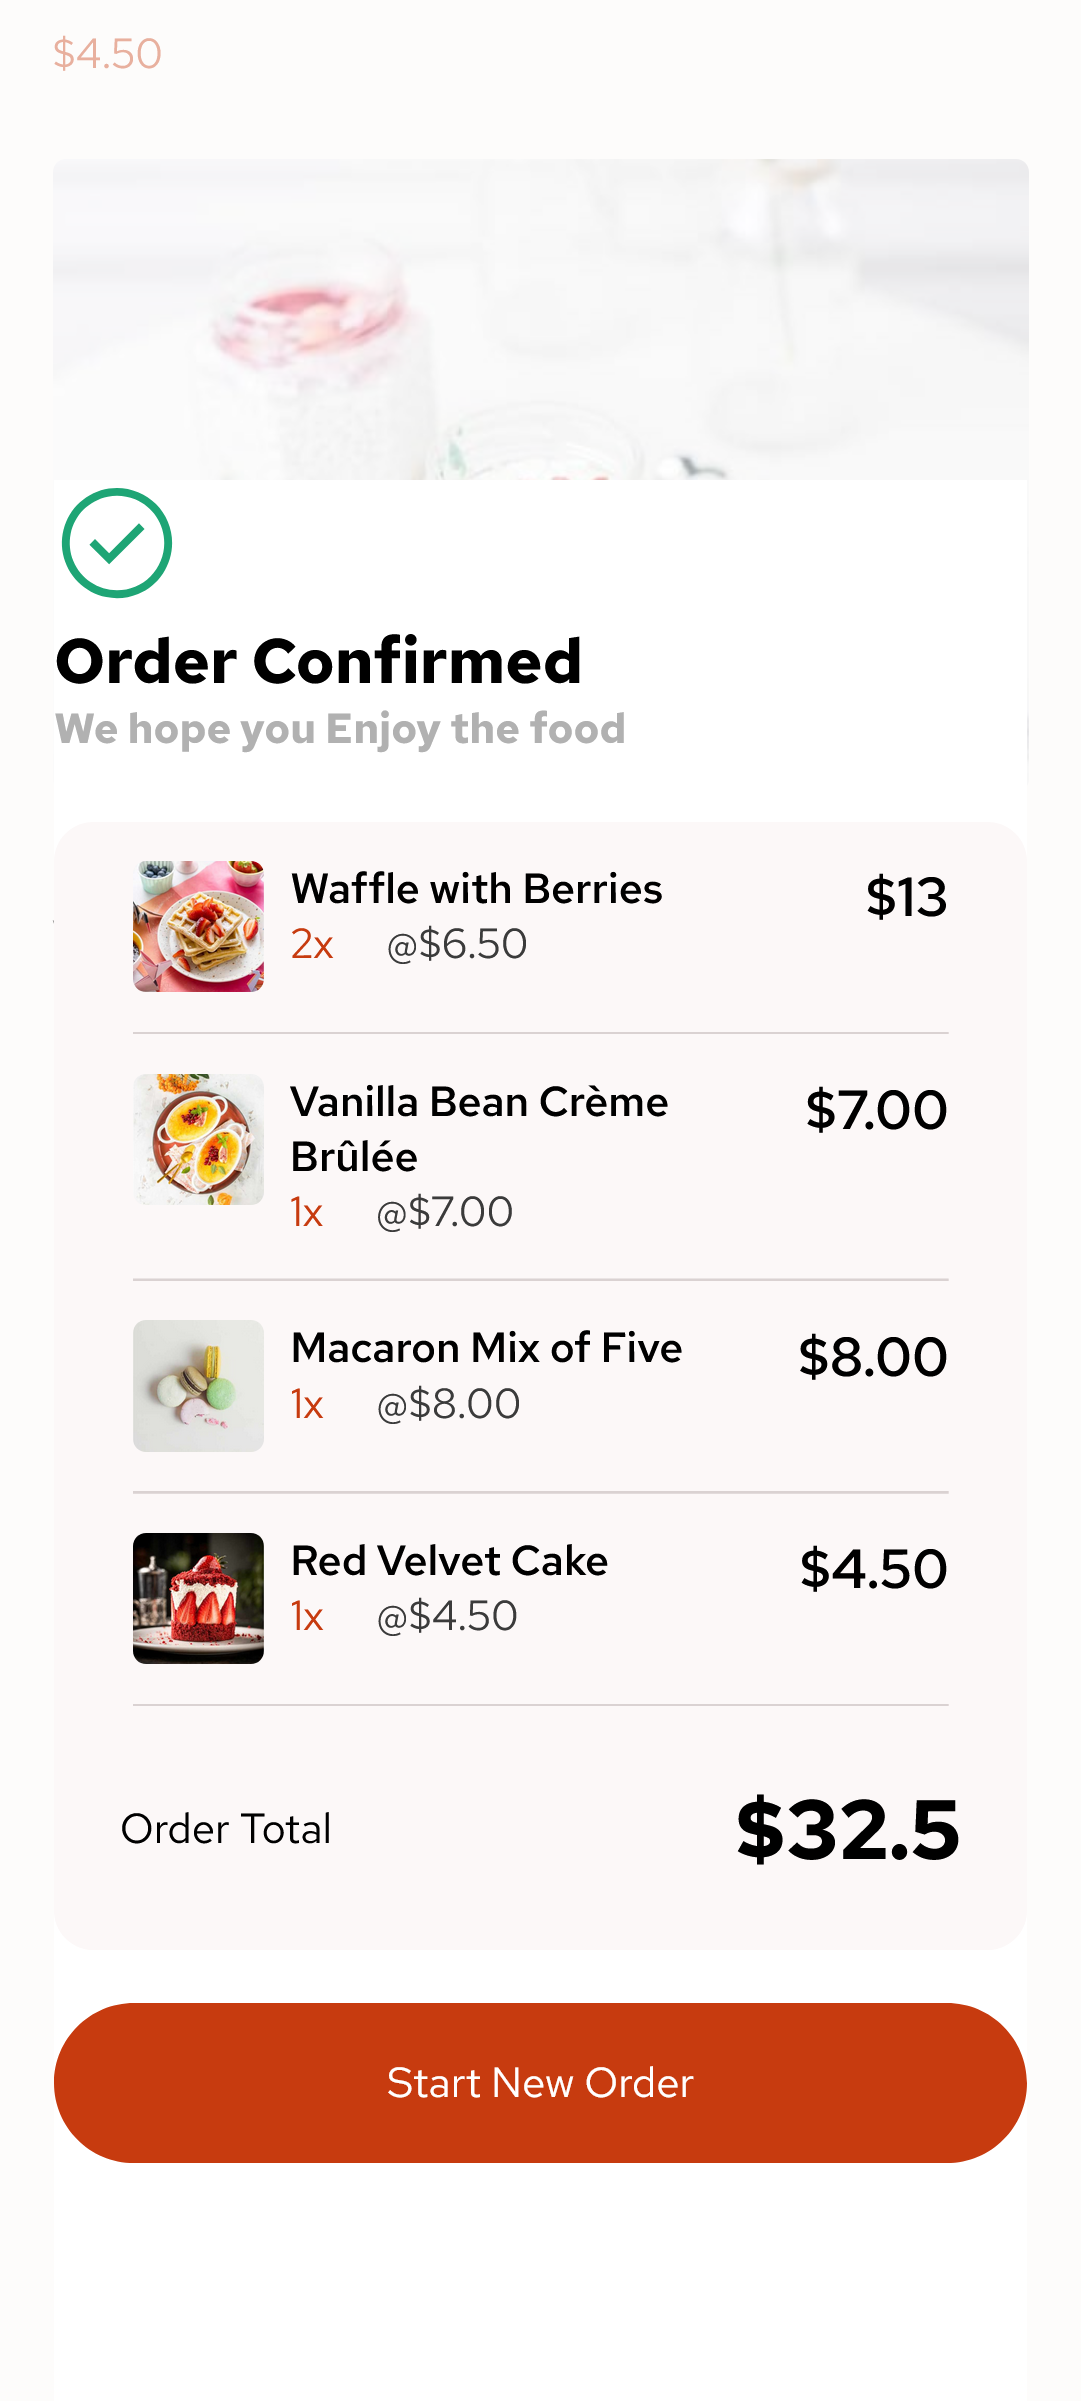 $4.50
Order Confirmed
We hope you Enjoy the food
Waffle with Berries
$13
2x @$6.50
Vanilla Bean Crème
Brûlée
$7.00
1x @$7.00
Macaron Mix of Five
$8.00
1x @$8.00
Red Velvet Cake
$4.50
1x @$4.50
Order Total
$32.5
Start New Order